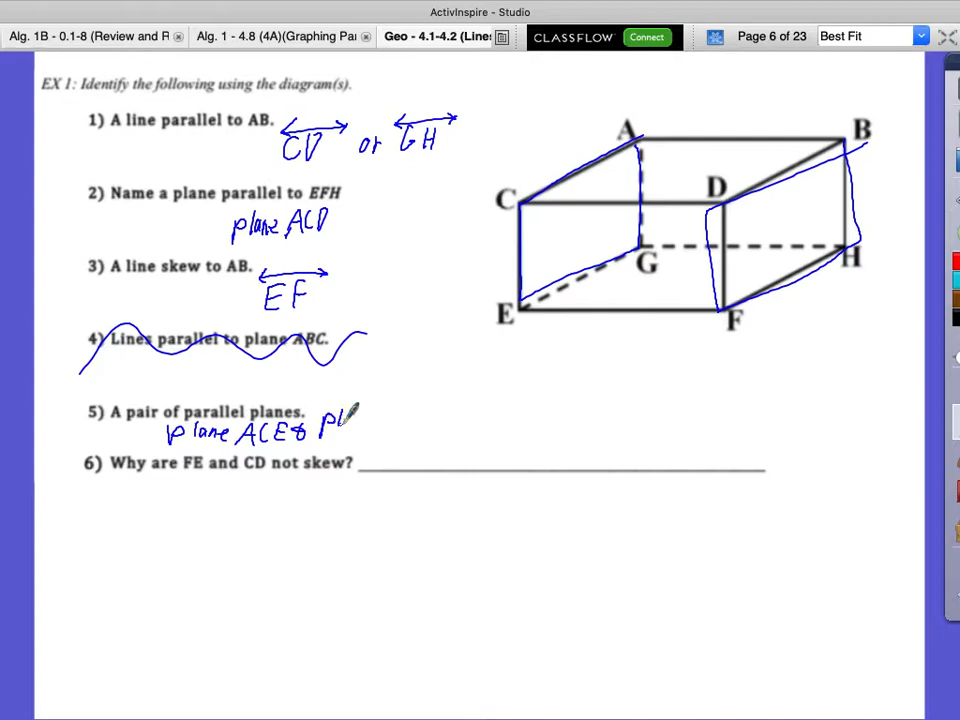 ActivInspire - Studio
Alg. 1B - 0.1-8 (Review and R Alg. 1 - 4.8 (4A)(Graphing Par Geo - 4.1-4.2 (Lines CLASSFLOW Connect Page 6 of 23 Best Fit
EX 1: Identify the following using the diagram(s).
1) A line parallel to AB.
CD or GH
2) Name a plane parallel to EFH
plane ACD
3) A line skew to AB.
EF
4) Lines parallel to plane ABC.
5) A pair of parallel planes.
plane ACE & pl
6) Why are FE and CD not skew?
A B
C D
G H
E F